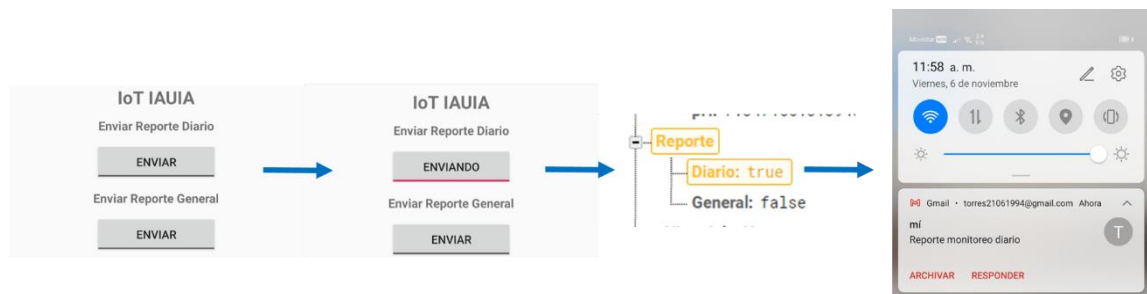 IoT IAUIA
Enviar Reporte Diario
ENVIAR
Enviar Reporte General
ENVIAR
IoT IAUIA
Enviar Reporte Diario
ENVIANDO
Enviar Reporte General
ENVIAR
Reporte
Diario: true
General: false
Movistar
11:58 a. m.
Viernes, 6 de noviembre
Gmail • torres21061994@gmail.com Ahora
mí
Reporte monitoreo diario
T
ARCHIVAR RESPONDER